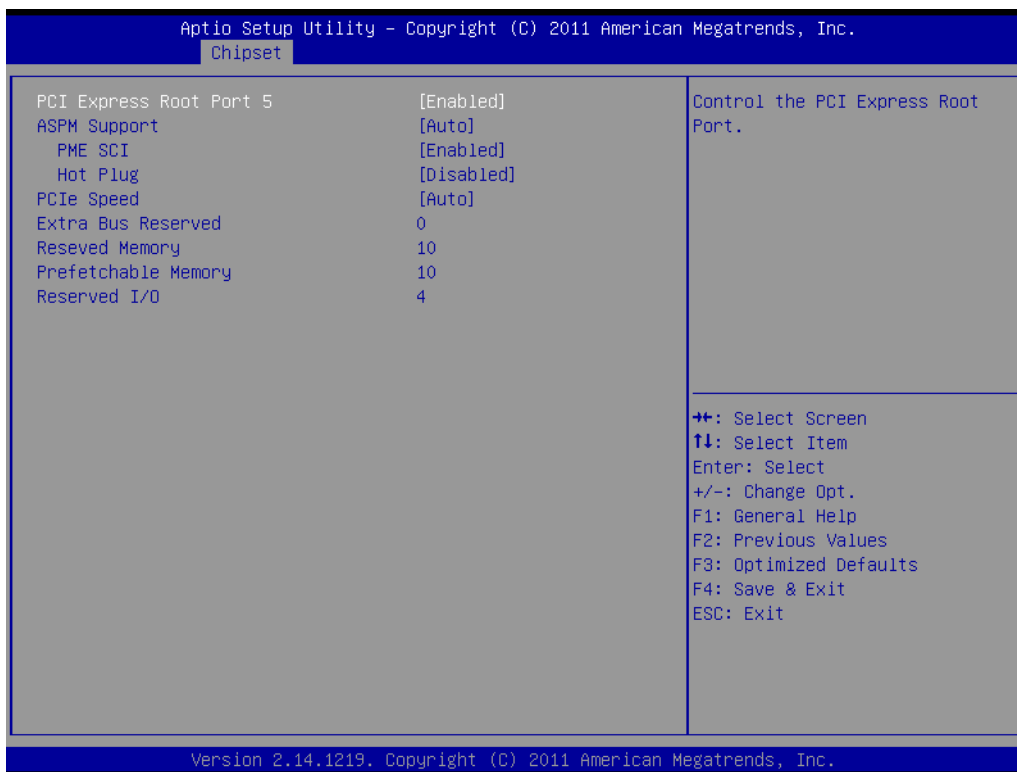 Aptio Setup Utility – Copyright (C) 2011 American Megatrends, Inc.
Chipset
PCI Express Root Port 5 [Enabled]
ASPM Support [Auto]
PME SCI [Enabled]
Hot Plug [Disabled]
PCIe Speed [Auto]
Extra Bus Reserved 0
Reseved Memory 10
Prefetchable Memory 10
Reserved I/O 4
Control the PCI Express Root
Port.
→←: Select Screen
↑↓: Select Item
Enter: Select
+/-: Change Opt.
F1: General Help
F2: Previous Values
F3: Optimized Defaults
F4: Save & Exit
ESC: Exit
Version 2.14.1219. Copyright (C) 2011 American Megatrends, Inc.